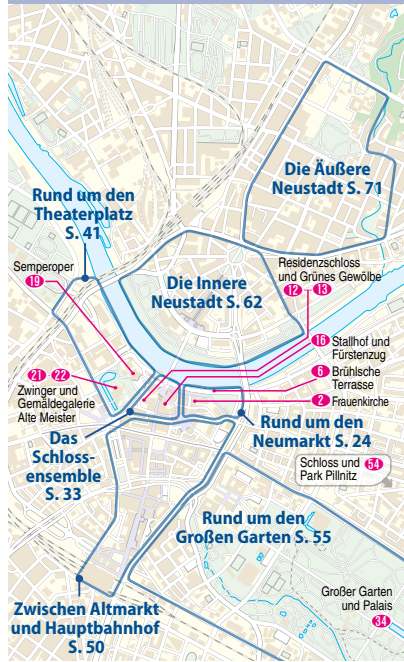 Die Äußere
Neustadt S. 71
Rund um den
Theaterplatz
S. 41
Semperoper
19
Die Innere
Neustadt S. 62
Residenzschloss
und Grünes Gewölbe
12 13
16 Stallhof und
Fürstenzug
6 Brühlsche
Terrasse
2 Frauenkirche
21 22
Zwinger und
Gemäldegalerie
Alte Meister
Das
Schloss-
ensemble
S. 33
Rund um den
Neumarkt S. 24
Schloss und 54
Park Pillnitz
Rund um den
Großen Garten S. 55
Großer Garten
und Palais
34
Zwischen Altmarkt
und Hauptbahnhof
S. 50